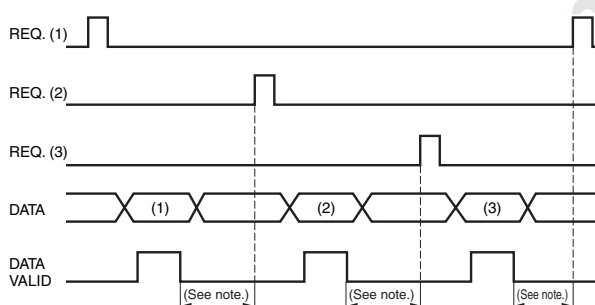 REQ. (1)
REQ. (2)
REQ. (3)
DATA (1) (2) (3)
DATA
VALID
(See note.) (See note.) (See note.)